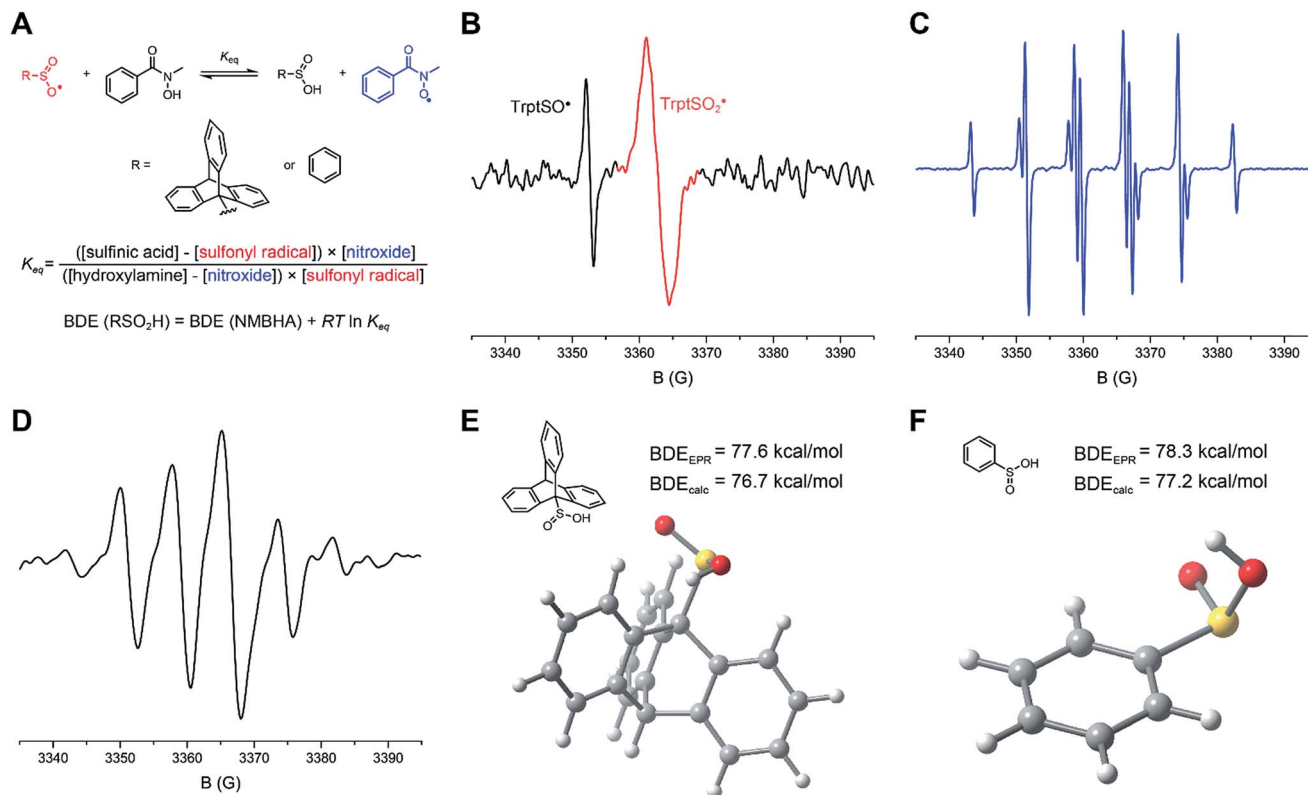 A
R-S
O
O•
+
O
N
OH
Keq
O
R-S
OH
+
O
N
O•
R =
or
Keq = ([sulfinic acid] - [sulfonyl radical]) × [nitroxide]
([hydroxylamine] - [nitroxide]) × [sulfonyl radical]
BDE (RSO₂H) = BDE (NMBHA) + RT ln Keq
B
TrptSO•
TrptSO₂•
3340 3350 3360 3370 3380 3390
B (G)
C
3340 3350 3360 3370 3380 3390
B (G)
D
3340 3350 3360 3370 3380 3390
B (G)
E
O=S-OH
BDE_EPR = 77.6 kcal/mol
BDE_calc = 76.7 kcal/mol
F
S
OH
O
BDE_EPR = 78.3 kcal/mol
BDE_calc = 77.2 kcal/mol